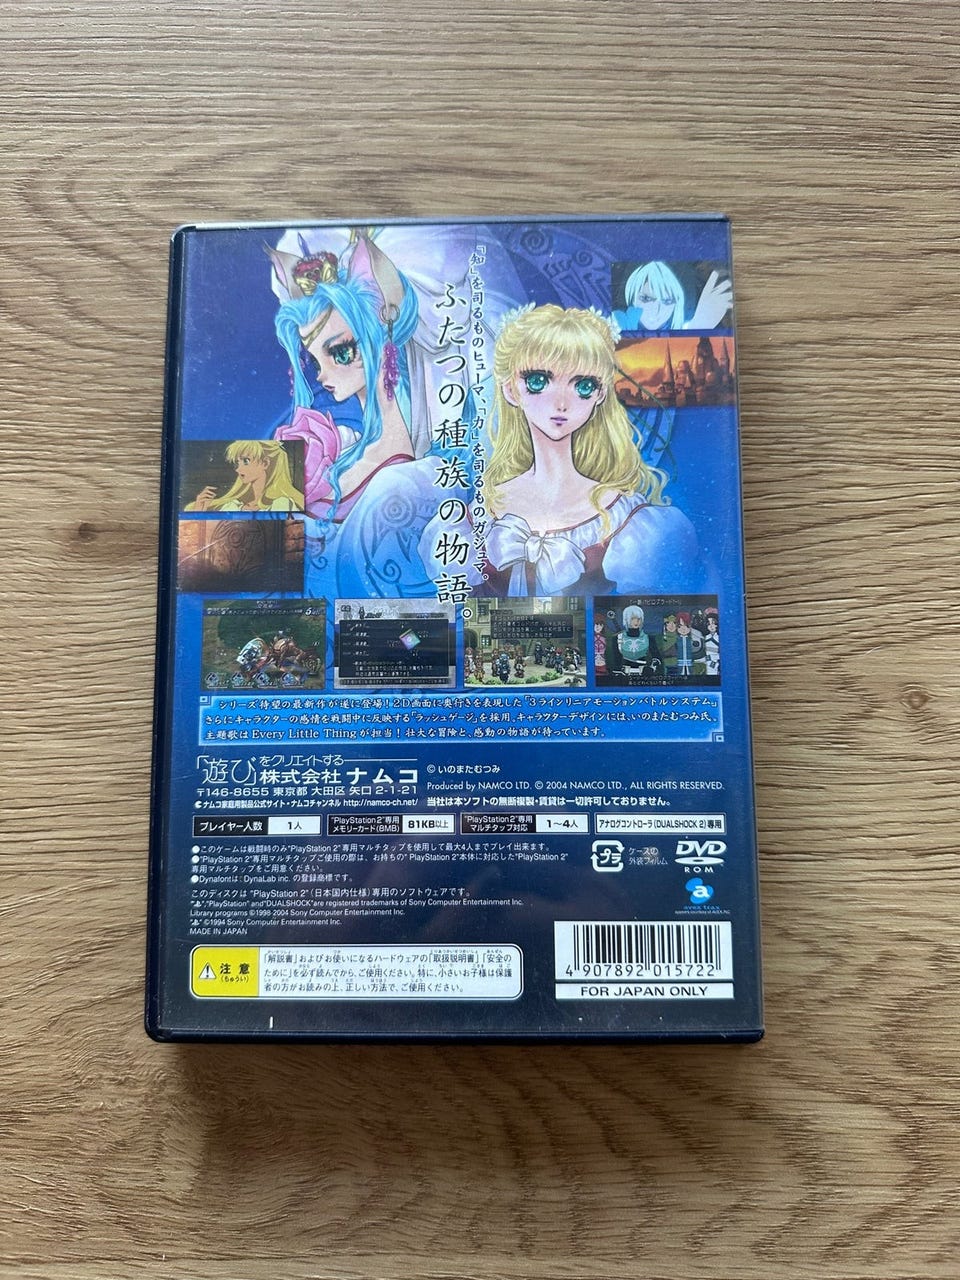 「知」を司るものヒューマ、「力」を司るものガジュマ。
ふたつの種族の物語。
シリーズ待望の最新作が遂に登場!2D画面に奥行きを表現した「3ラインリニアモーションバトルシステム」
さらにキャラクターの感情を戦闘中に反映する「ラッシュゲージ」を採用。キャラクターデザインには、いのまたむつみ氏、
主題歌はEvery Little Thingが担当!壮大な冒険と、感動の物語が待っています。
「遊び」をクリエイトする
株式会社ナムコ
〒146-8655 東京都 大田区 矢口 2-1-21
ナムコ家庭用製品公式サイト・ナムコチャンネル http://namco-ch.net/
© いのまたむつみ
Produced by NAMCO LTD. © 2004 NAMCO LTD., ALL RIGHTS RESERVED.
当社は本ソフトの無断複製・賃貸は一切許可しておりません。
プレイヤー人数 1人
"PlayStation 2"専用メモリーカード(8MB) 81KB以上
"PlayStation 2"専用マルチタップ対応 1〜4人
アナログコントローラ(DUALSHOCK 2)専用
●このゲームは戦闘時のみ"PlayStation 2"専用マルチタップを使用して最大4人までプレイ出来ます。
●"PlayStation 2"専用マルチタップご使用の際は、お持ちの"PlayStation 2"本体に対応した"PlayStation 2"
専用マルチタップをご用意ください。
●Dynafontは、DynaLab inc. の登録商標です。
このディスクは "PlayStation 2"(日本国内仕様)専用のソフトウェアです。
"PlayStation" and "DUALSHOCK" are registered trademarks of Sony Computer Entertainment Inc.
Library programs ©1998-2004 Sony Computer Entertainment Inc.
©1994 Sony Computer Entertainment Inc.
MADE IN JAPAN
プラ
ケースの
外装フィルム
DVD
ROM
a
avex trax
注意
(ちゅうい)
「解説書」およびお使いになるハードウェアの「取扱説明書」「安全の
ために」を必ず読んでから、ご使用ください。特に、小さいお子様は保護
者の方がお読みの上、正しい方法で、ご使用ください。
4 907892 015722
FOR JAPAN ONLY